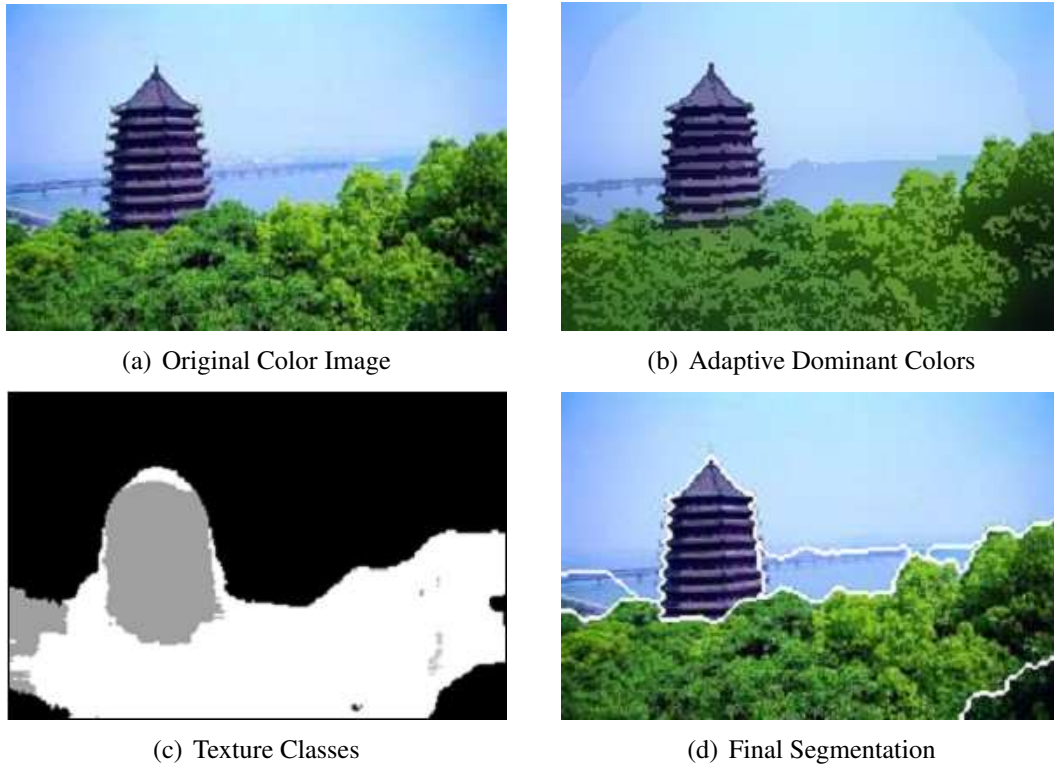 (a) Original Color Image
(b) Adaptive Dominant Colors
(c) Texture Classes
(d) Final Segmentation